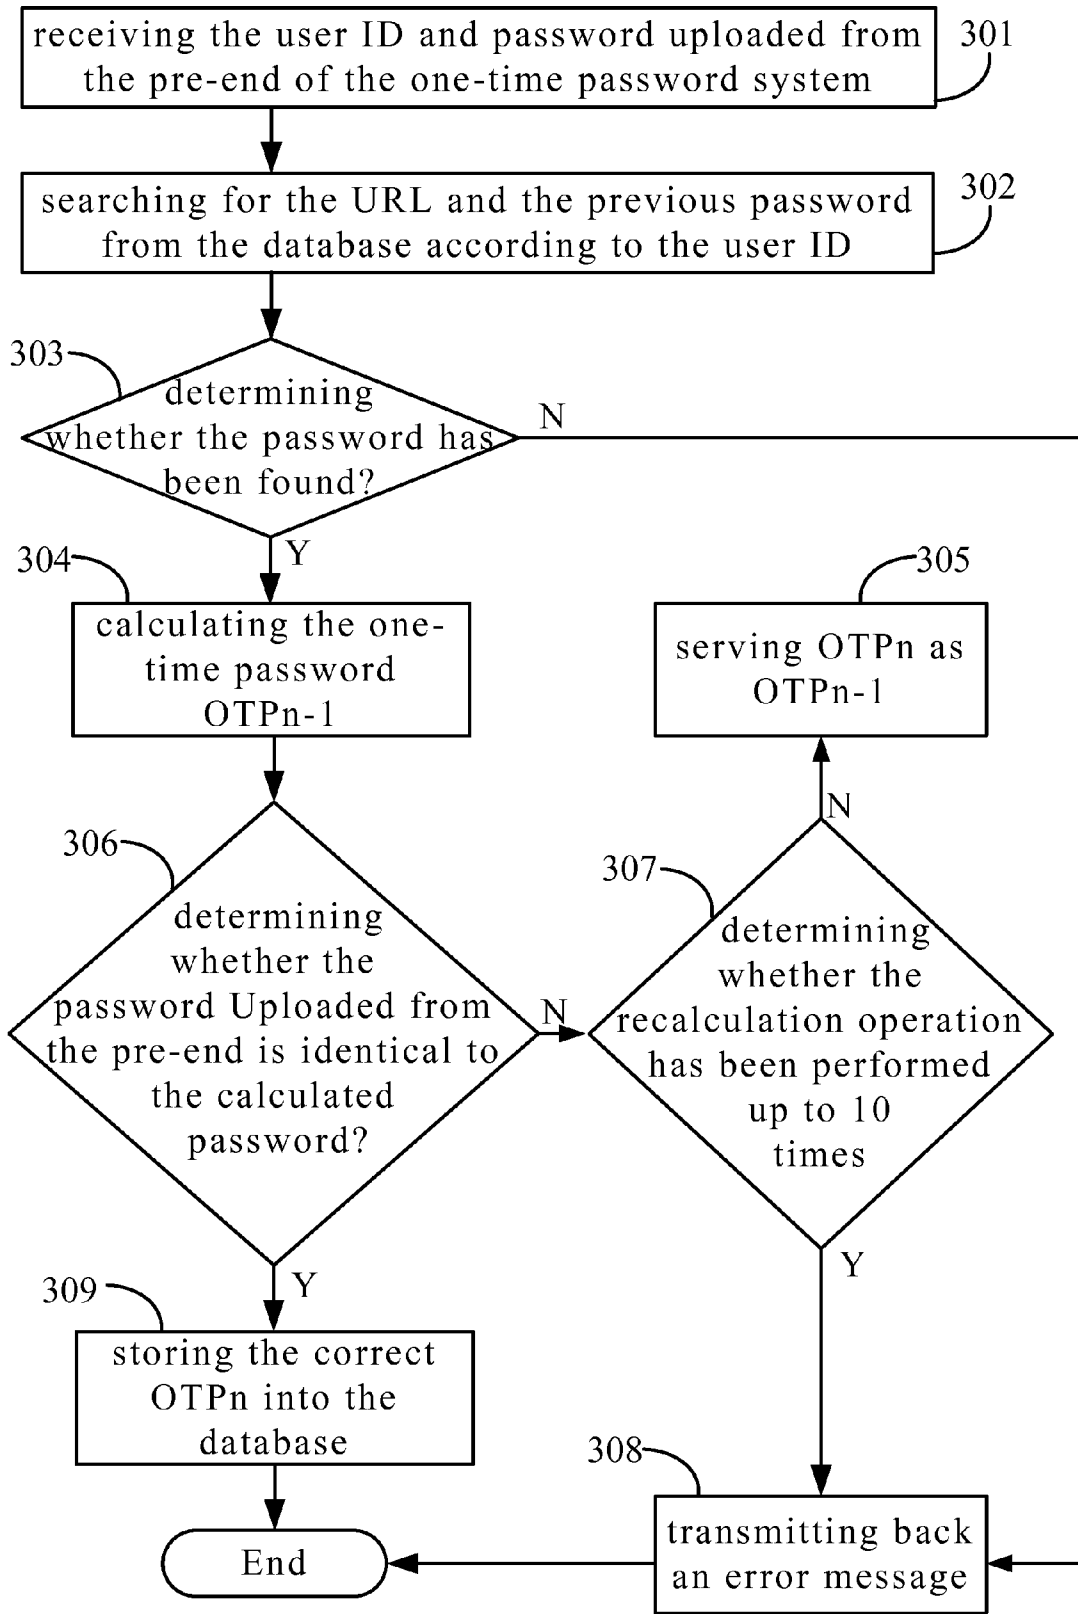 receiving the user ID and password uploaded from
the pre-end of the one-time password system
301
searching for the URL and the previous password
from the database according to the user ID
302
303
determining
whether the password has
been found?
N
Y
304
calculating the one-
time password
OTPn-1
305
serving OTPn as
OTPn-1
N
306
determining
whether the
password Uploaded from
the pre-end is identical to
the calculated
password?
N
307
determining
whether the
recalculation operation
has been performed
up to 10
times
Y
Y
309
storing the correct
OTPn into the
database
308
transmitting back
an error message
End